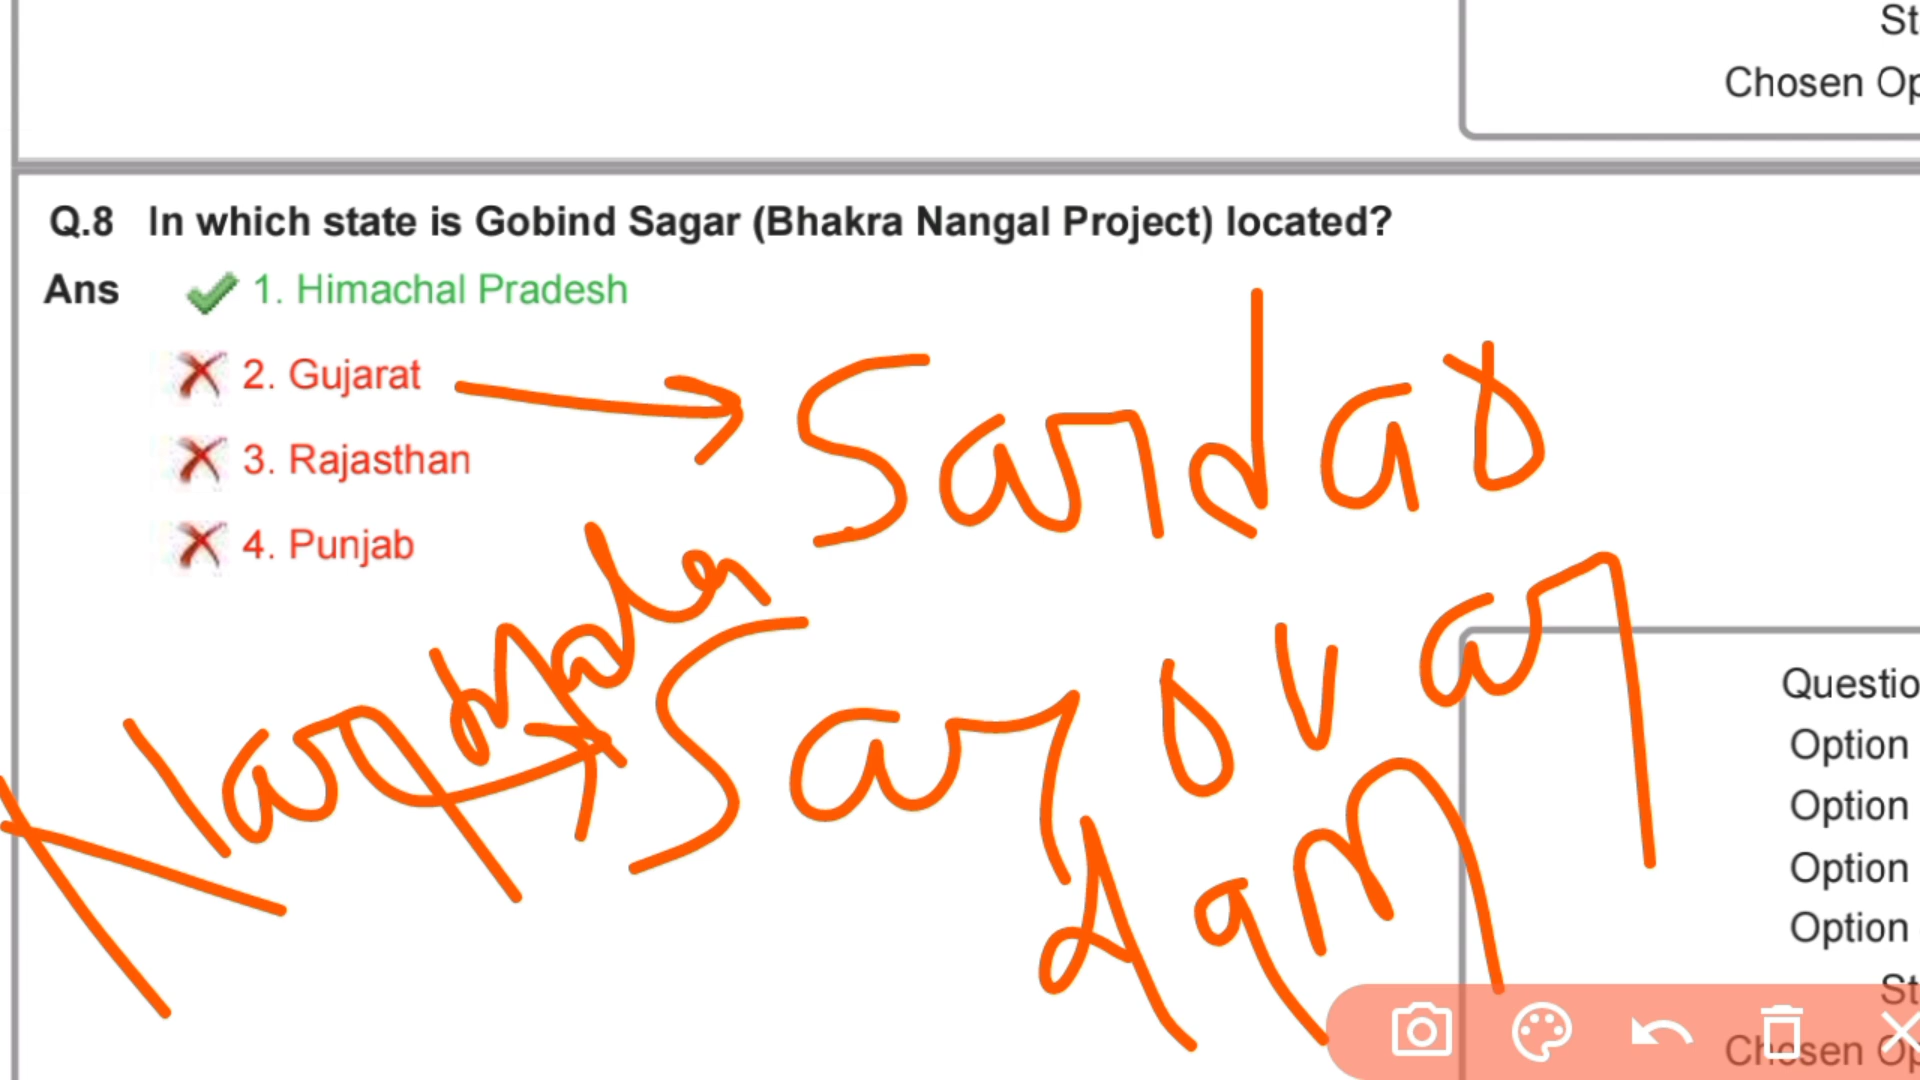 St
Chosen Op
Q.8 In which state is Gobind Sagar (Bhakra Nangal Project) located?
Ans 1. Himachal Pradesh
2. Gujarat
3. Rajasthan
4. Punjab
Sardar
Narmada
Sarovar
dam
Questio
Option
Option
Option
Option
St
Chosen Op